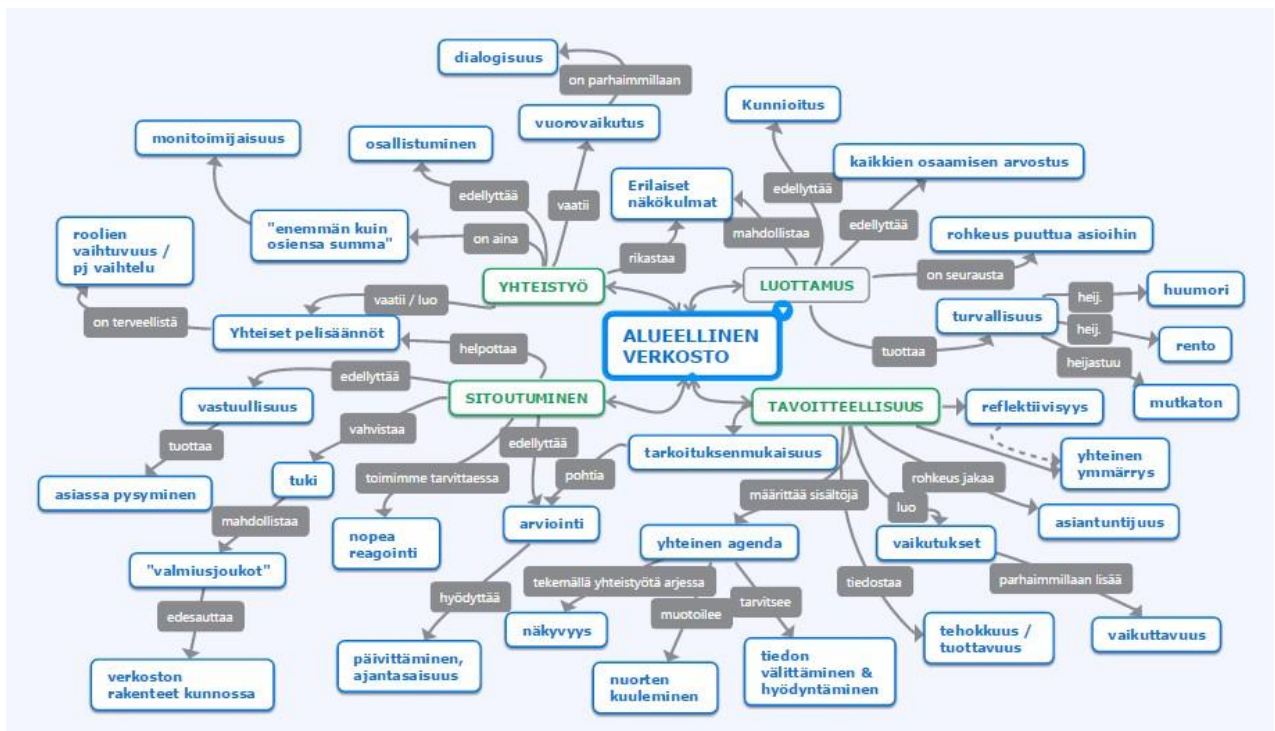 dialogisuus
on parhaimmillaan
Kunnioitus
vuorovaikutus
monitoimijaisuus
osallistuminen
kaikkien osaamisen arvostus
edellyttää
edellyttää
Erilaiset
näkökulmat
vaatii
roolien
vaihtuvuus /
pj vaihtelu
"enemmän kuin
osiensa summa"
on aina
mahdollistaa
edellyttää
rohkeus puuttua asioihin
rikastaa
on seurausta
YHTEISTYÖ
LUOTTAMUS
huumori
heij.
vaatii / luo
on terveellistä
Yhteiset pelisäännöt
turvallisuus
heij.
ALUEELLINEN
VERKOSTO
helpottaa
tuottaa
rento
heijastuu
edellyttää
SITOUTUMINEN
TAVOITTEELLISUUS
reflektiivisyys
mutkaton
vastuullisuus
vahvistaa
edellyttää
tuottaa
tarkoituksenmukaisuus
yhteinen
ymmärrys
toimimme tarvittaessa
pohtia
rohkeus jakaa
tuki
asiassa pysyminen
määrittää sisältöjä
luo
mahdollistaa
nopea
reagointi
arviointi
asiantuntijuus
yhteinen agenda
vaikutukset
"valmiusjoukot"
tekemällä yhteistyötä arjessa
tiedostaa
parhaimmillaan lisää
hyödyttää
tarvitsee
muotoilee
edesauttaa
näkyvyys
tehokkuus /
tuottavuus
vaikuttavuus
päivittäminen,
ajantasaisuus
tiedon
välittäminen &
hyödyntäminen
verkoston
rakenteet kunnossa
nuorten
kuuleminen